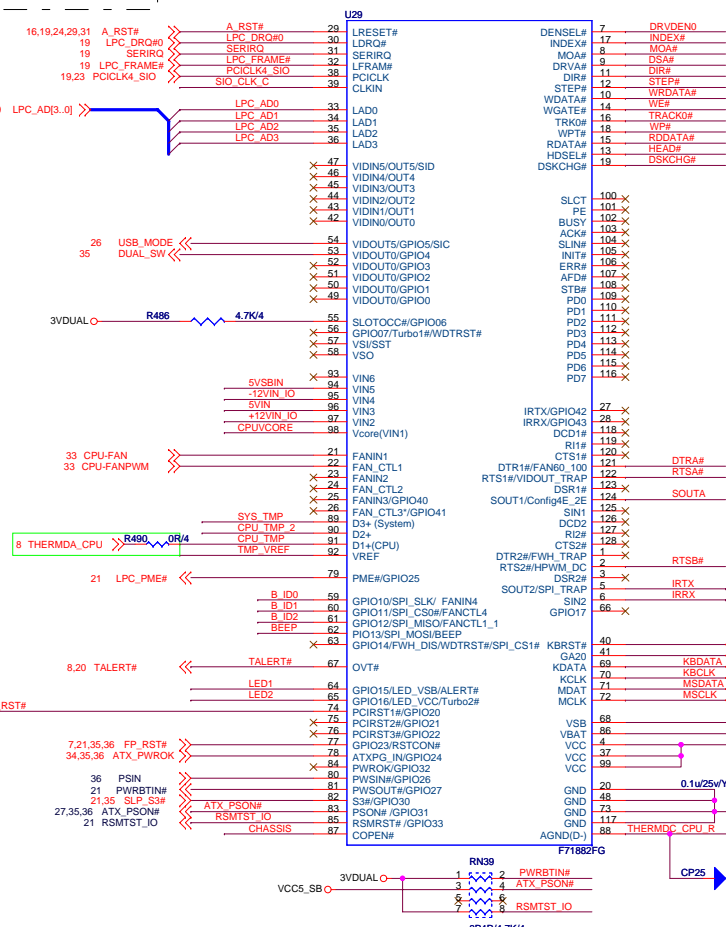 U29
16,19,24,29,31 A_RST# A_RST# 29 LRESET# DENSEL# 7 DRVDEN0
19 LPC_DRQ#0 LPC_DRQ#0 30 LDRQ# INDEX# 17 INDEX#
19 SERIRQ SERIRQ 31 SERIRQ MOA# 8 MOA#
19 LPC_FRAME# LPC_FRAME# 32 LFRAM# DRVA# 9 DSA#
19,23 PCICLK4_SIO PCICLK4_SIO 38 PCICLK DIR# 11 DIR#
SIO_CLK_C 39 CLKIN STEP# 12 STEP#
WDATA# 10 WRDATA#
LPC_AD[3..0] LPC_AD0 33 LAD0 WGATE# 14 WE#
LPC_AD1 34 LAD1 TRK0# 16 TRACK0#
LPC_AD2 35 LAD2 WPT# 18 WP#
LPC_AD3 36 LAD3 RDATA# 15 RDDATA#
HDSEL# 13 HEAD#
47 VIDIN5/OUT5/SID DSKCHG# 19 DSKCHG#
46 VIDIN4/OUT4
45 VIDIN3/OUT3
44 VIDIN2/OUT2 SLCT 100
43 VIDIN1/OUT1 PE 101
42 VIDIN0/OUT0 BUSY 102
ACK# 103
26 USB_MODE 54 VIDOUT5/GPIO5/SIC SLIN# 104
35 DUAL_SW 53 VIDOUT0/GPIO4 INIT# 105
52 VIDOUT0/GPIO3 ERR# 106
51 VIDOUT0/GPIO2 AFD# 107
50 VIDOUT0/GPIO1 STB# 108
49 VIDOUT0/GPIO0 PD0 109
PD1 110
3VDUAL R486 4.7K/4 55 SLOTOCC#/GPIO06 PD2 111
56 GPIO07/Turbo1#/WDTRST# PD3 112
57 VSI/SST PD4 113
58 VSO PD5 114
PD6 115
93 VIN6 PD7 116
5VSBIN 94 VIN5
-12VIN_IO 95 VIN4
5VIN 96 VIN3 IRTX/GPIO42 27
+12VIN_IO 97 VIN2 IRRX/GPIO43 28
CPUVCORE 98 Vcore(VIN1) DCD1# 118
RI1# 119
33 CPU-FAN 21 FANIN1 CTS1# 120
33 CPU-FANPWM 22 FAN_CTL1 DTR1#/FAN60_100 121 DTRA#
23 FANIN2 RTS1#/VIDOUT_TRAP 122 RTSA#
24 FAN_CTL2 DSR1# 123
25 FANIN3/GPIO40 SOUT1/Config4E_2E 124 SOUTA
26 FAN_CTL3*/GPIO41 SIN1 125
SYS_TMP 89 D3+ (System) DCD2 126
CPU_TMP_2 90 D2+ RI2# 127
8 THERMDA_CPU R490 0R/4 CPU_TMP 91 D1+(CPU) CTS2# 128
TMP_VREF 92 VREF DTR2#/FWH_TRAP 1
RTS2#/HPWM_DC 2 RTSB#
21 LPC_PME# 79 PME#/GPIO25 DSR2# 3
SOUT2/SPI_TRAP 5 IRTX
B_ID0 59 GPIO10/SPI_SLK/ FANIN4 SIN2 6 IRRX
B_ID1 60 GPIO11/SPI_CS0#/FANCTL4 GPIO17 66
B_ID2 61 GPIO12/SPI_MISO/FANCTL1_1
BEEP 62 PIO13/SPI_MOSI/BEEP
63 GPIO14/FWH_DIS/WDTRST#/SPI_CS1# KBRST# 40
GA20 41
8,20 TALERT# TALERT# 67 OVT# KDATA 69 KBDATA
KCLK 70 KBCLK
LED1 64 GPIO15/LED_VSB/ALERT# MDAT 71 MSDATA
LED2 65 GPIO16/LED_VCC/Turbo2# MCLK 72 MSCLK
RST# 74 PCIRST1#/GPIO20
75 PCIRST2#/GPIO21 VSB 68
76 PCIRST3#/GPIO22 VBAT 86
7,21,35,36 FP_RST# 77 GPIO23/RSTCON# VCC 4
34,35,36 ATX_PWROK 78 ATXPG_IN/GPIO24 VCC 37
84 PWROK/GPIO32 VCC 99
36 PSIN 80 PWSIN#/GPIO26
21 PWRBTIN# 81 PWSOUT#/GPIO27 GND 20 0.1u/25v/Y
21,35 SLP_S3# 82 S3#/GPIO30 GND 48
27,35,36 ATX_PSON# ATX_PSON# 83 PSON# /GPIO31 GND 73
21 RSMTST_IO RSMTST_IO 85 RSMRST# /GPIO33 GND 117
CHASSIS 87 COPEN# AGND(D-) 88 THERMDC_CPU_R
F71882FG
RN39
3VDUAL 1 2 PWRBTIN# CP25
VCC5_SB 3 4 ATX_PSON#
5 6
7 8 RSMTST_IO